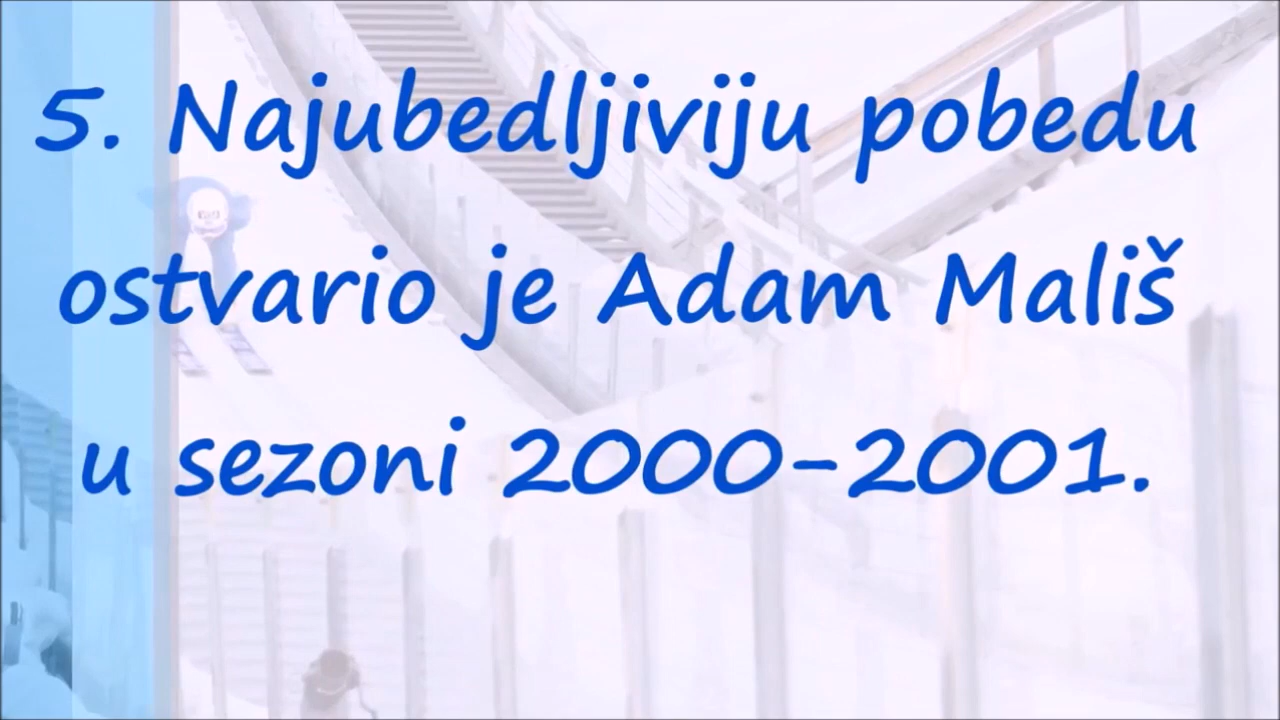 5. Najubedljiviju pobedu
ostvario je Adam Mališ
u sezoni 2000-2001.